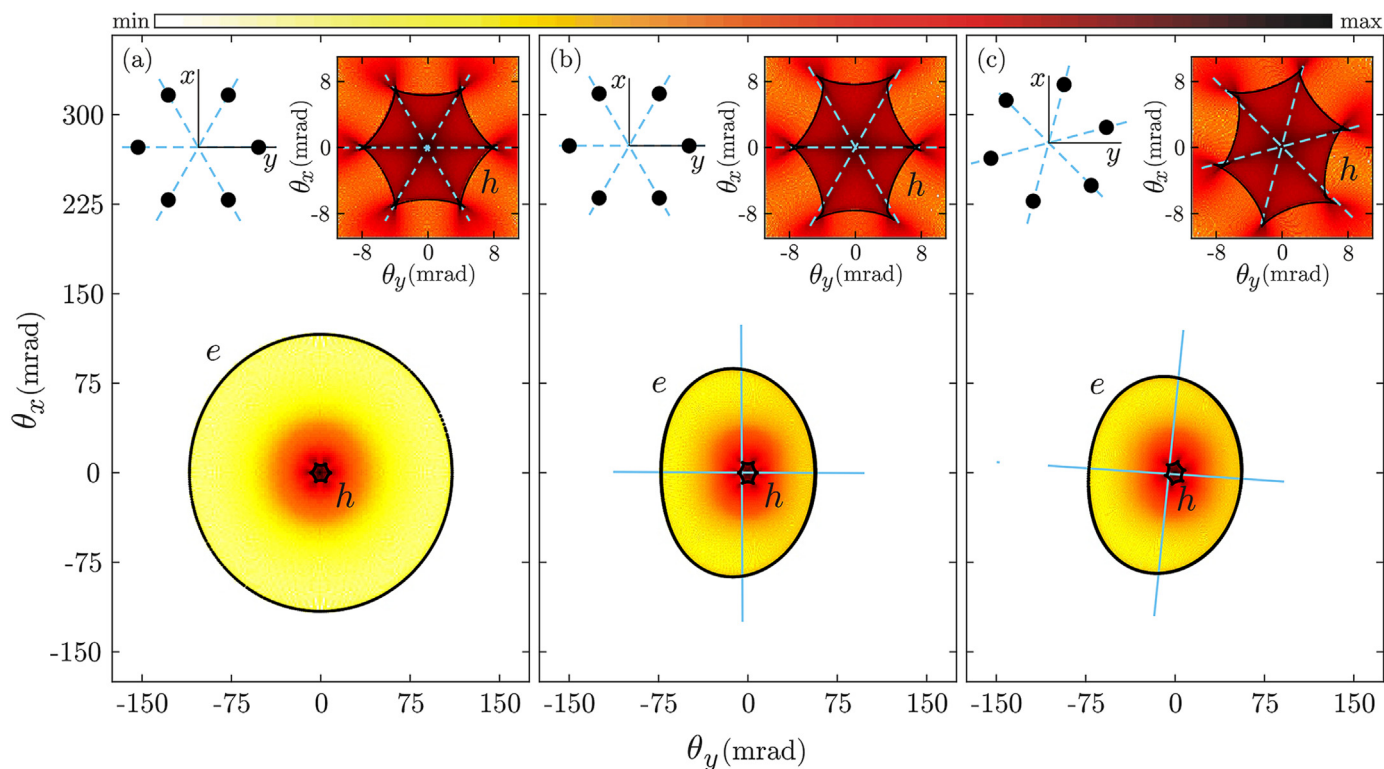 min max
(a) x y
8
0
-8
θx(mrad)
-8 0 8
θy(mrad)
h
(b) x y
8
0
-8
θx(mrad)
-8 0 8
θy(mrad)
h
(c) x y
8
0
-8
θx(mrad)
-8 0 8
θy(mrad)
h
300
225
150
75
0
-75
-150
θx(mrad)
e
h
e
h
e
h
-150 -75 0 75 150
-150 -75 0 75 150
-150 -75 0 75 150
θy(mrad)